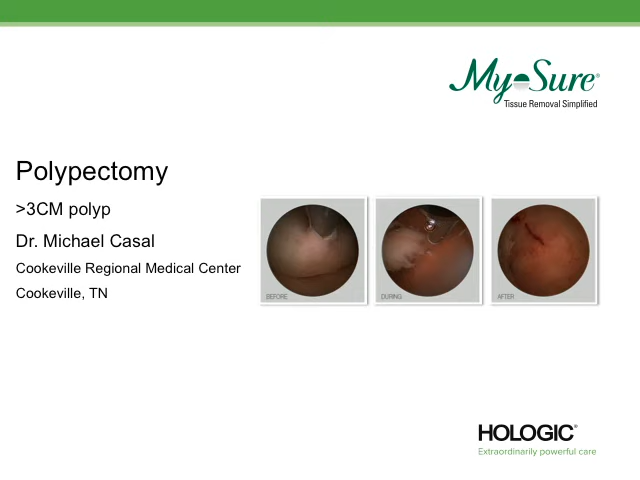 MyoSure®
Tissue Removal Simplified
Polypectomy
>3CM polyp
Dr. Michael Casal
Cookeville Regional Medical Center
Cookeville, TN
BEFORE
DURING
AFTER
HOLOGIC®
Extraordinarily powerful care